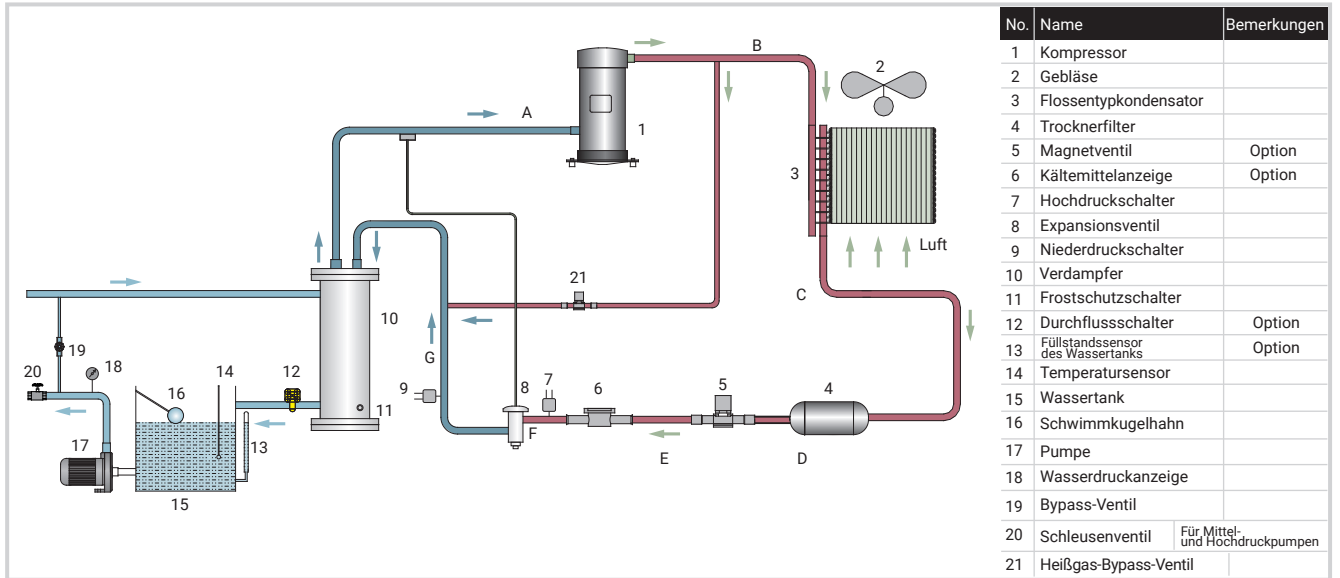 B
2
A
1
3
Luft
21
C
10
19
G
18
20
14
12
16
9
8
7
6
5
4
11
17
13
F
E
D
15
No. Name Bemerkungen
1 Kompressor
2 Gebläse
3 Flossentypkondensator
4 Trocknerfilter
5 Magnetventil Option
6 Kältemittelanzeige Option
7 Hochdruckschalter
8 Expansionsventil
9 Niederdruckschalter
10 Verdampfer
11 Frostschutzschalter
12 Durchflussschalter Option
13 Füllstandssensor
des Wassertanks Option
14 Temperatursensor
15 Wassertank
16 Schwimmkugelhahn
17 Pumpe
18 Wasserdruckanzeige
19 Bypass-Ventil
20 Schleusenventil Für Mittel-
und Hochdruckpumpen
21 Heißgas-Bypass-Ventil